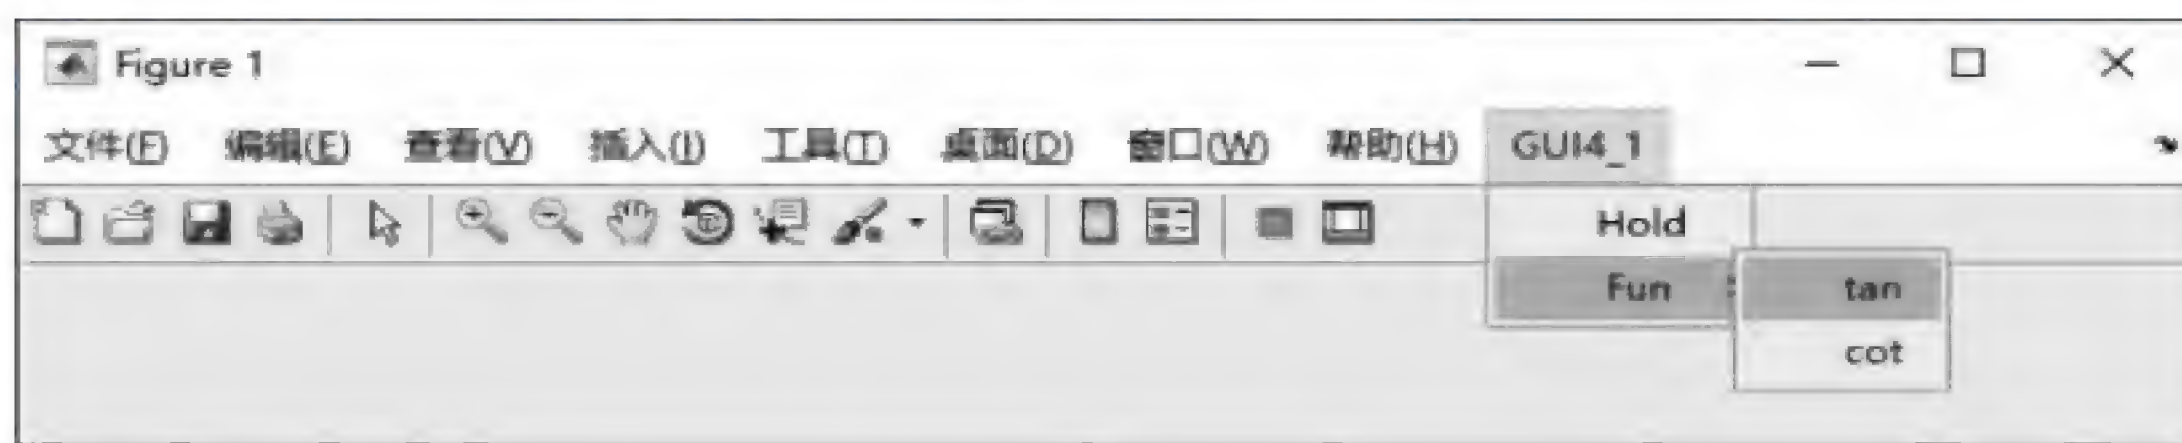 Figure 1
文件(F) 编辑(E) 查看(V) 插入(I) 工具(T) 桌面(D) 窗口(W) 帮助(H) GUI4_1
Hold
Fun
tan
cot